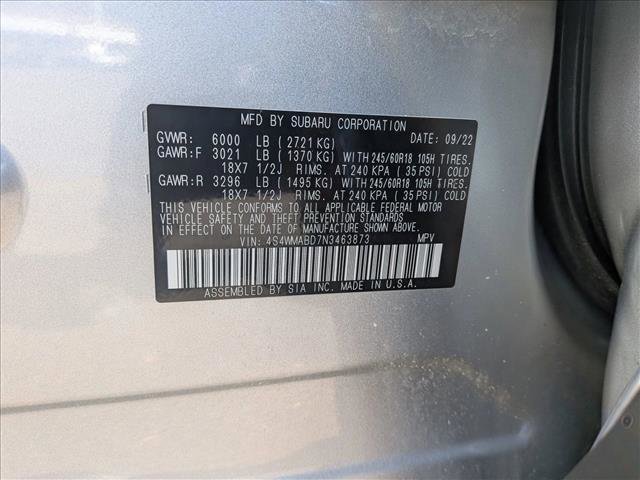 MFD BY SUBARU CORPORATION
GVWR: 6000 LB ( 2721 KG) DATE: 09/22
GAWR:F 3021 LB ( 1370 KG) WITH 245/60R18 105H TIRES.
18X7 1/2J RIMS. AT 240 KPA ( 35 PSI) COLD
GAWR:R 3296 LB ( 1495 KG) WITH 245/60R18 105H TIRES.
18X7 1/2J RIMS. AT 240 KPA ( 35 PSI) COLD
THIS VEHICLE CONFORMS TO ALL APPLICABLE FEDERAL MOTOR
VEHICLE SAFETY AND THEFT PREVENTION STANDARDS
IN EFFECT ON THE DATE OF MANUFACTURE SHOWN ABOVE.
VIN: 4S4WMABD7N3463873 MPV
ASSEMBLED BY SIA INC. MADE IN U.S.A.